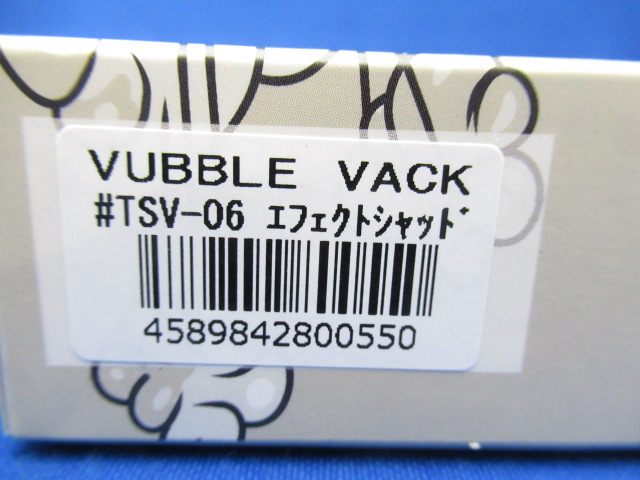 VUBBLE VACK
#TSV-06 ｴﾌｪｸﾄｼｬｯﾄﾞ
4589842800550